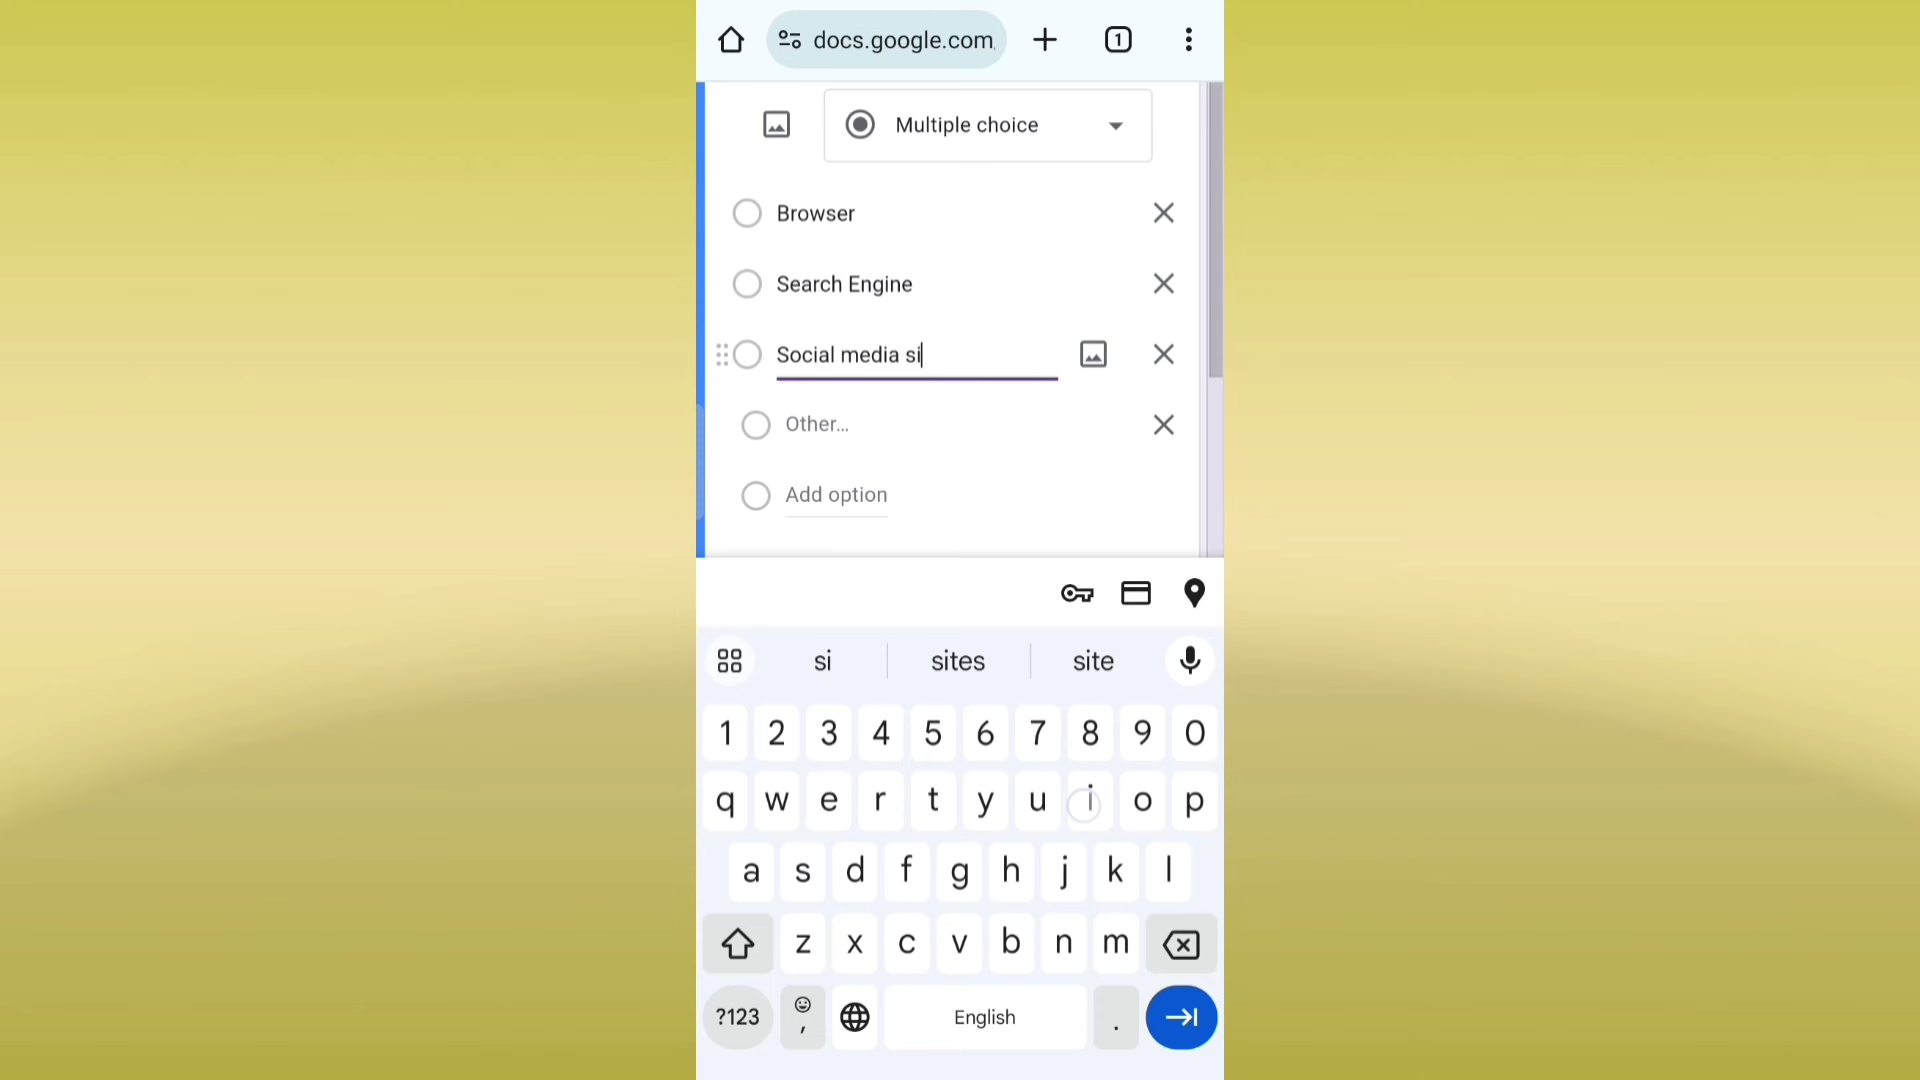 1
docs.google.com
Multiple choice
Browser
Search Engine
Social media si
Other...
Add option
si sites site
1 2 3 4 5 6 7 8 9 0
q w e r t y u i o p
a s d f g h j k l
z x c v b n m
?123 , English .